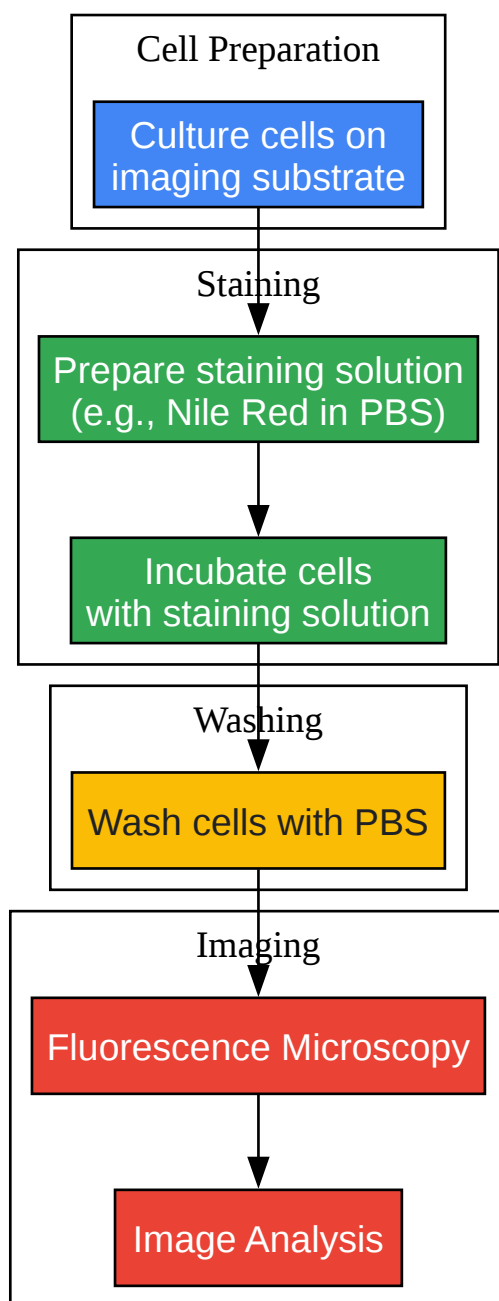 Cell Preparation
Culture cells on
imaging substrate
Staining
Prepare staining solution
(e.g., Nile Red in PBS)
Incubate cells
with staining solution
Washing
Wash cells with PBS
Imaging
Fluorescence Microscopy
Image Analysis